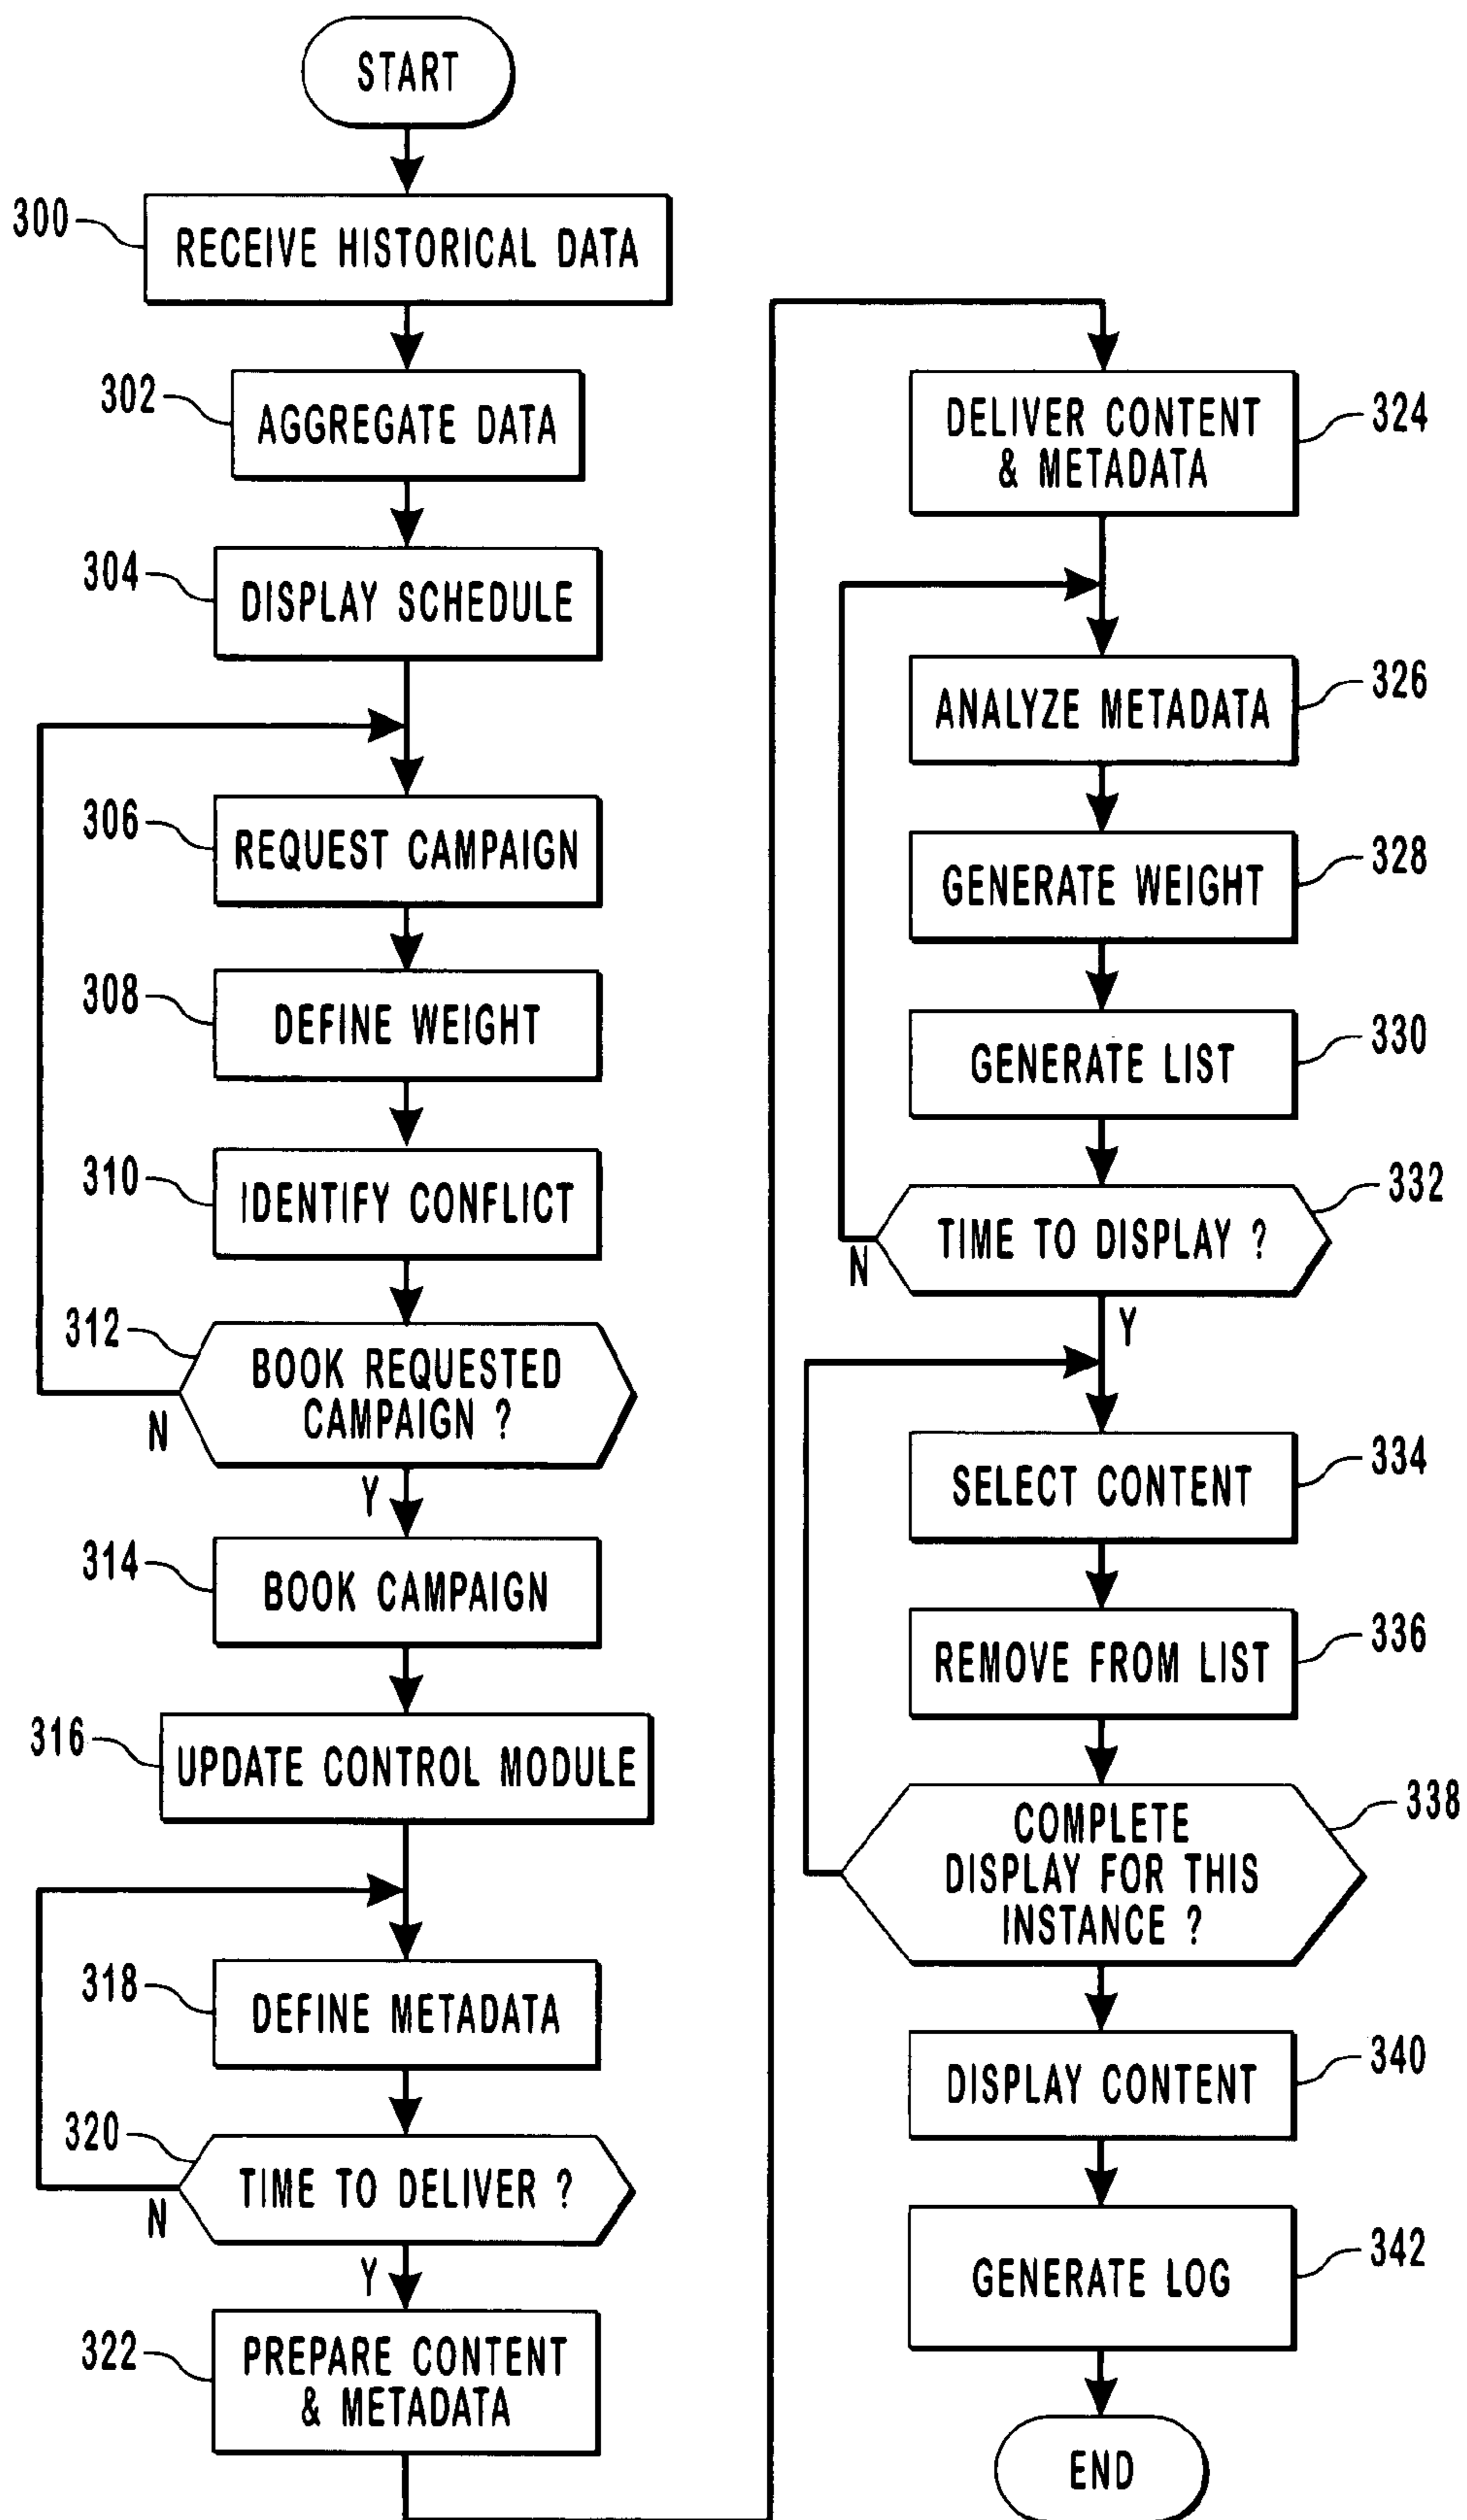 START
300
RECEIVE HISTORICAL DATA
302
AGGREGATE DATA
304
DISPLAY SCHEDULE
306
REQUEST CAMPAIGN
308
DEFINE WEIGHT
310
IDENTIFY CONFLICT
312
BOOK REQUESTED
CAMPAIGN ?
N
Y
314
BOOK CAMPAIGN
316
UPDATE CONTROL MODULE
318
DEFINE METADATA
320
TIME TO DELIVER ?
N
Y
322
PREPARE CONTENT
& METADATA
DELIVER CONTENT
& METADATA
324
ANALYZE METADATA
326
GENERATE WEIGHT
328
GENERATE LIST
330
TIME TO DISPLAY ?
332
N
Y
SELECT CONTENT
334
REMOVE FROM LIST
336
COMPLETE
DISPLAY FOR THIS
INSTANCE ?
338
DISPLAY CONTENT
340
GENERATE LOG
342
END